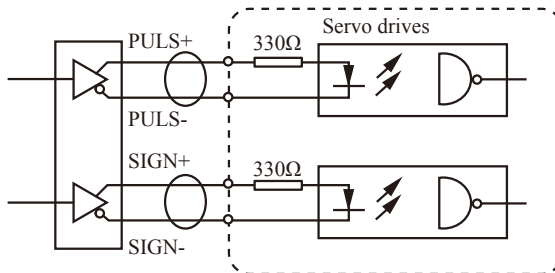 Servo drives
PULS+
330Ω
PULS-
SIGN+
330Ω
SIGN-